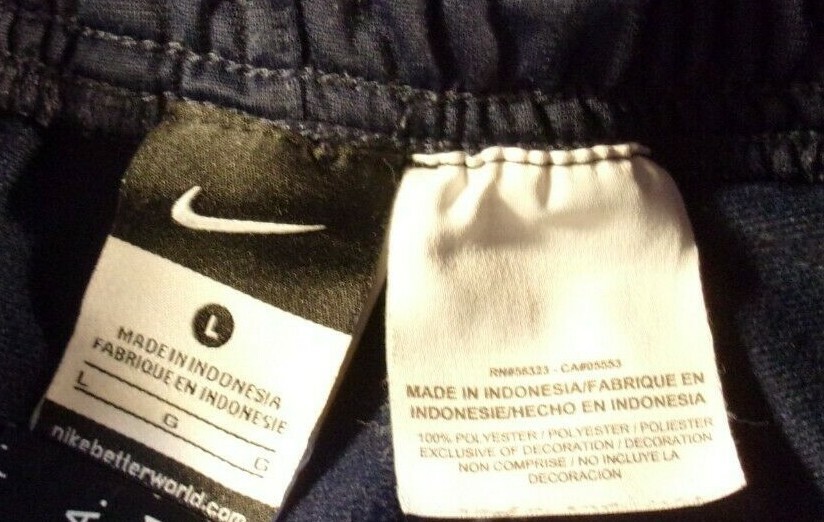 L
MADE IN INDONESIA
FABRIQUE EN INDONESIE
L
G
G
nikebetterworld.com
RN#56323 - CA#05553
MADE IN INDONESIA/FABRIQUE EN
INDONESIE/HECHO EN INDONESIA
100% POLYESTER / POLYESTER / POLIESTER
EXCLUSIVE OF DECORATION / DECORATION
NON COMPRISE / NO INCLUYE LA
DECORACION